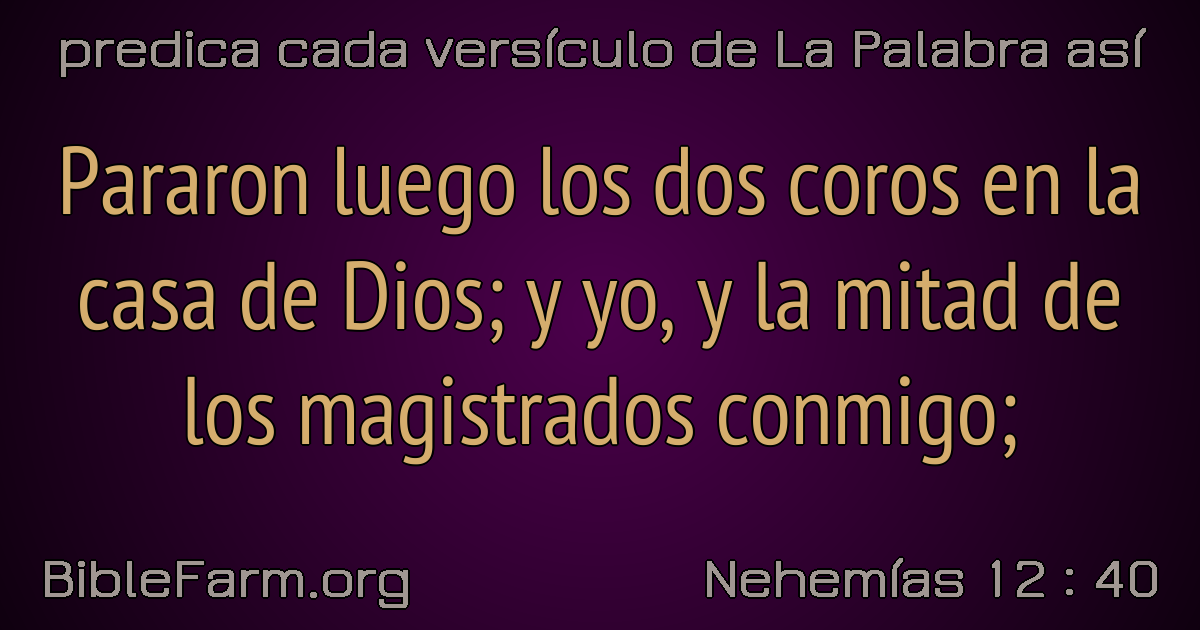 predica cada versículo de La Palabra así
Pararon luego los dos coros en la
casa de Dios; y yo, y la mitad de
los magistrados conmigo;
BibleFarm.org
Nehemías 12 : 40